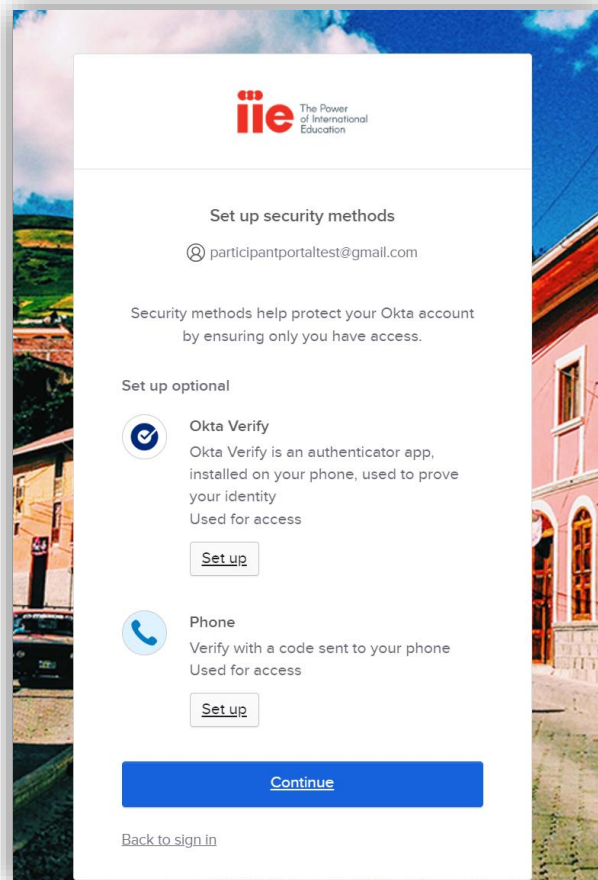 iie
The Power
of International
Education
Set up security methods
participantportaltest@gmail.com
Security methods help protect your Okta account
by ensuring only you have access.
Set up optional
Okta Verify
Okta Verify is an authenticator app,
installed on your phone, used to prove
your identity
Used for access
Set up
Phone
Verify with a code sent to your phone
Used for access
Set up
Continue
Back to sign in